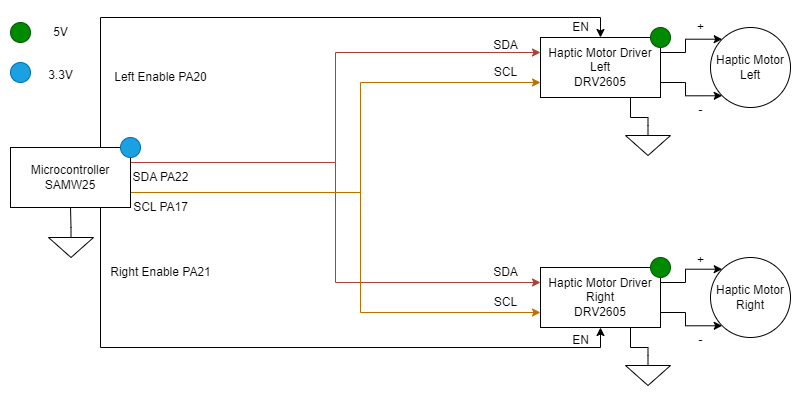 5V
3.3V
Left Enable PA20
EN
SDA
SCL
Haptic Motor Driver
Left
DRV2605
+
-
Haptic Motor
Left
Microcontroller
SAMW25
SDA PA22
SCL PA17
Right Enable PA21
SDA
SCL
EN
Haptic Motor Driver
Right
DRV2605
+
-
Haptic Motor
Right